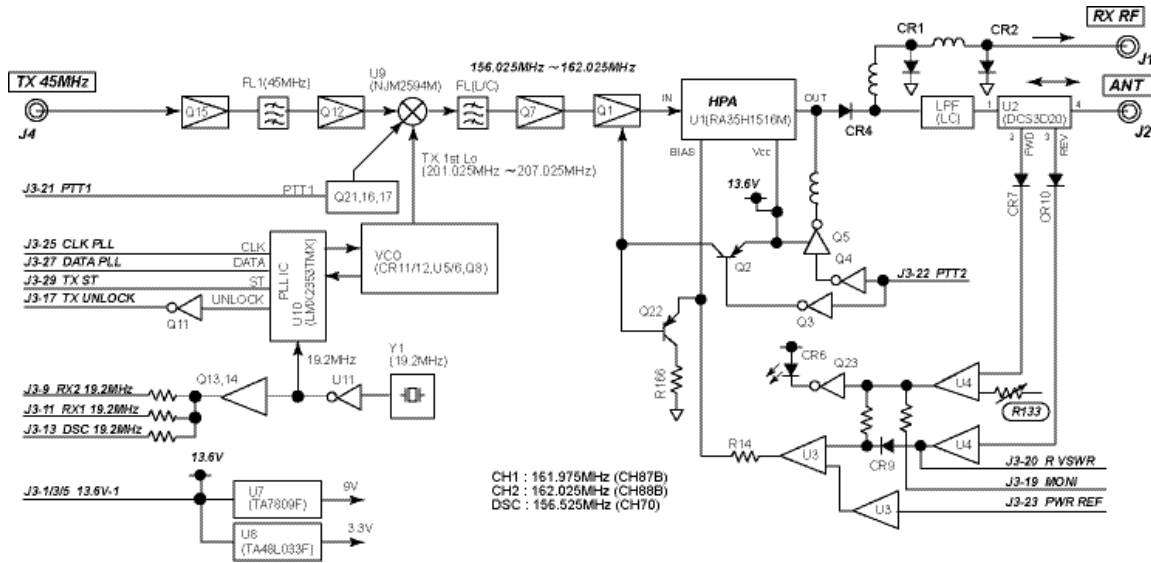 RX RF
CR1
CR2
J1
TX 45MHz
FL1(45MHz)
U9
(NJM2594M)
156.025MHz ～162.025MHz
FL(L/C)
Q15
Q12
Q7
Q1
IN
HPA
U1(RA35H1516M)
OUT
BIAS
Vcc
CR4
LPF
(LC)
1
U2
(DCS3D20)
4
2
3
FWD
REV
ANT
J2
J4
TX 1st Lo
(201.025MHz ～207.025MHz)
J3-21 PTT1
PTT1
Q21,16,17
13.6V
CR7
CR10
J3-25 CLK PLL
CLK
J3-27 DATA PLL
DATA
J3-29 TX ST
ST
J3-17 TX UNLOCK
UNLOCK
Q11
PLL IC
U10
(LMX2353TMX)
VCO
(CR11/12,U5/6,Q8)
Q2
Q5
Q4
J3-22 PTT2
Q3
Q22
R166
19.2MHz
Y1
(19.2MHz)
U11
Q13,14
J3-9 RX2 19.2MHz
J3-11 RX1 19.2MHz
J3-13 DSC 19.2MHz
CR6
Q23
U4
R133
R14
U3
CR9
U4
J3-20 R VSWR
J3-19 MONI
J3-23 PWR REF
U3
13.6V
J3-1/3/5 13.6V-1
U7
(TA7809F)
9V
U8
(TA48L033F)
3.3V
CH1 : 161.975MHz (CH87B)
CH2 : 162.025MHz (CH88B)
DSC : 156.525MHz (CH70)